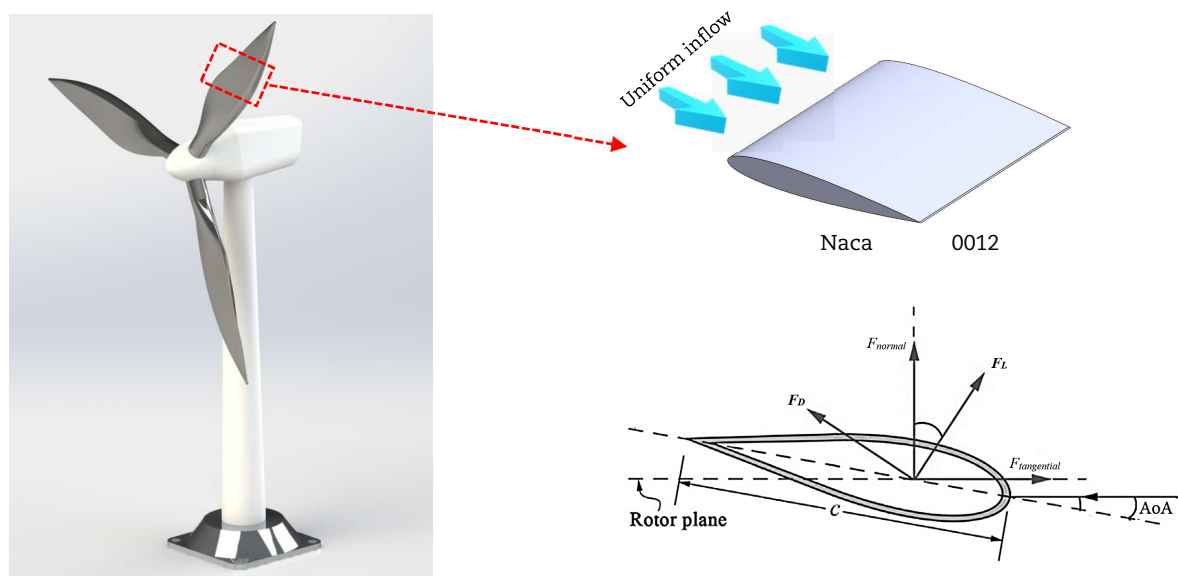 Uniform inflow
Naca 0012
Fnormal
FL
FD
Ftangential
AoA
Rotor plane
c